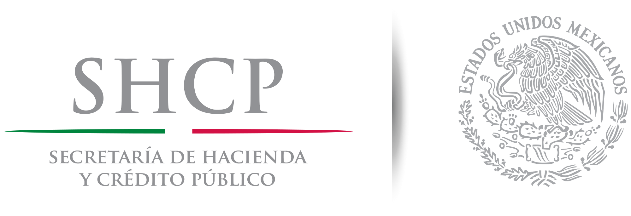 SHCP
SECRETARÍA DE HACIENDA
Y CRÉDITO PÚBLICO
ESTADOS UNIDOS MEXICANOS